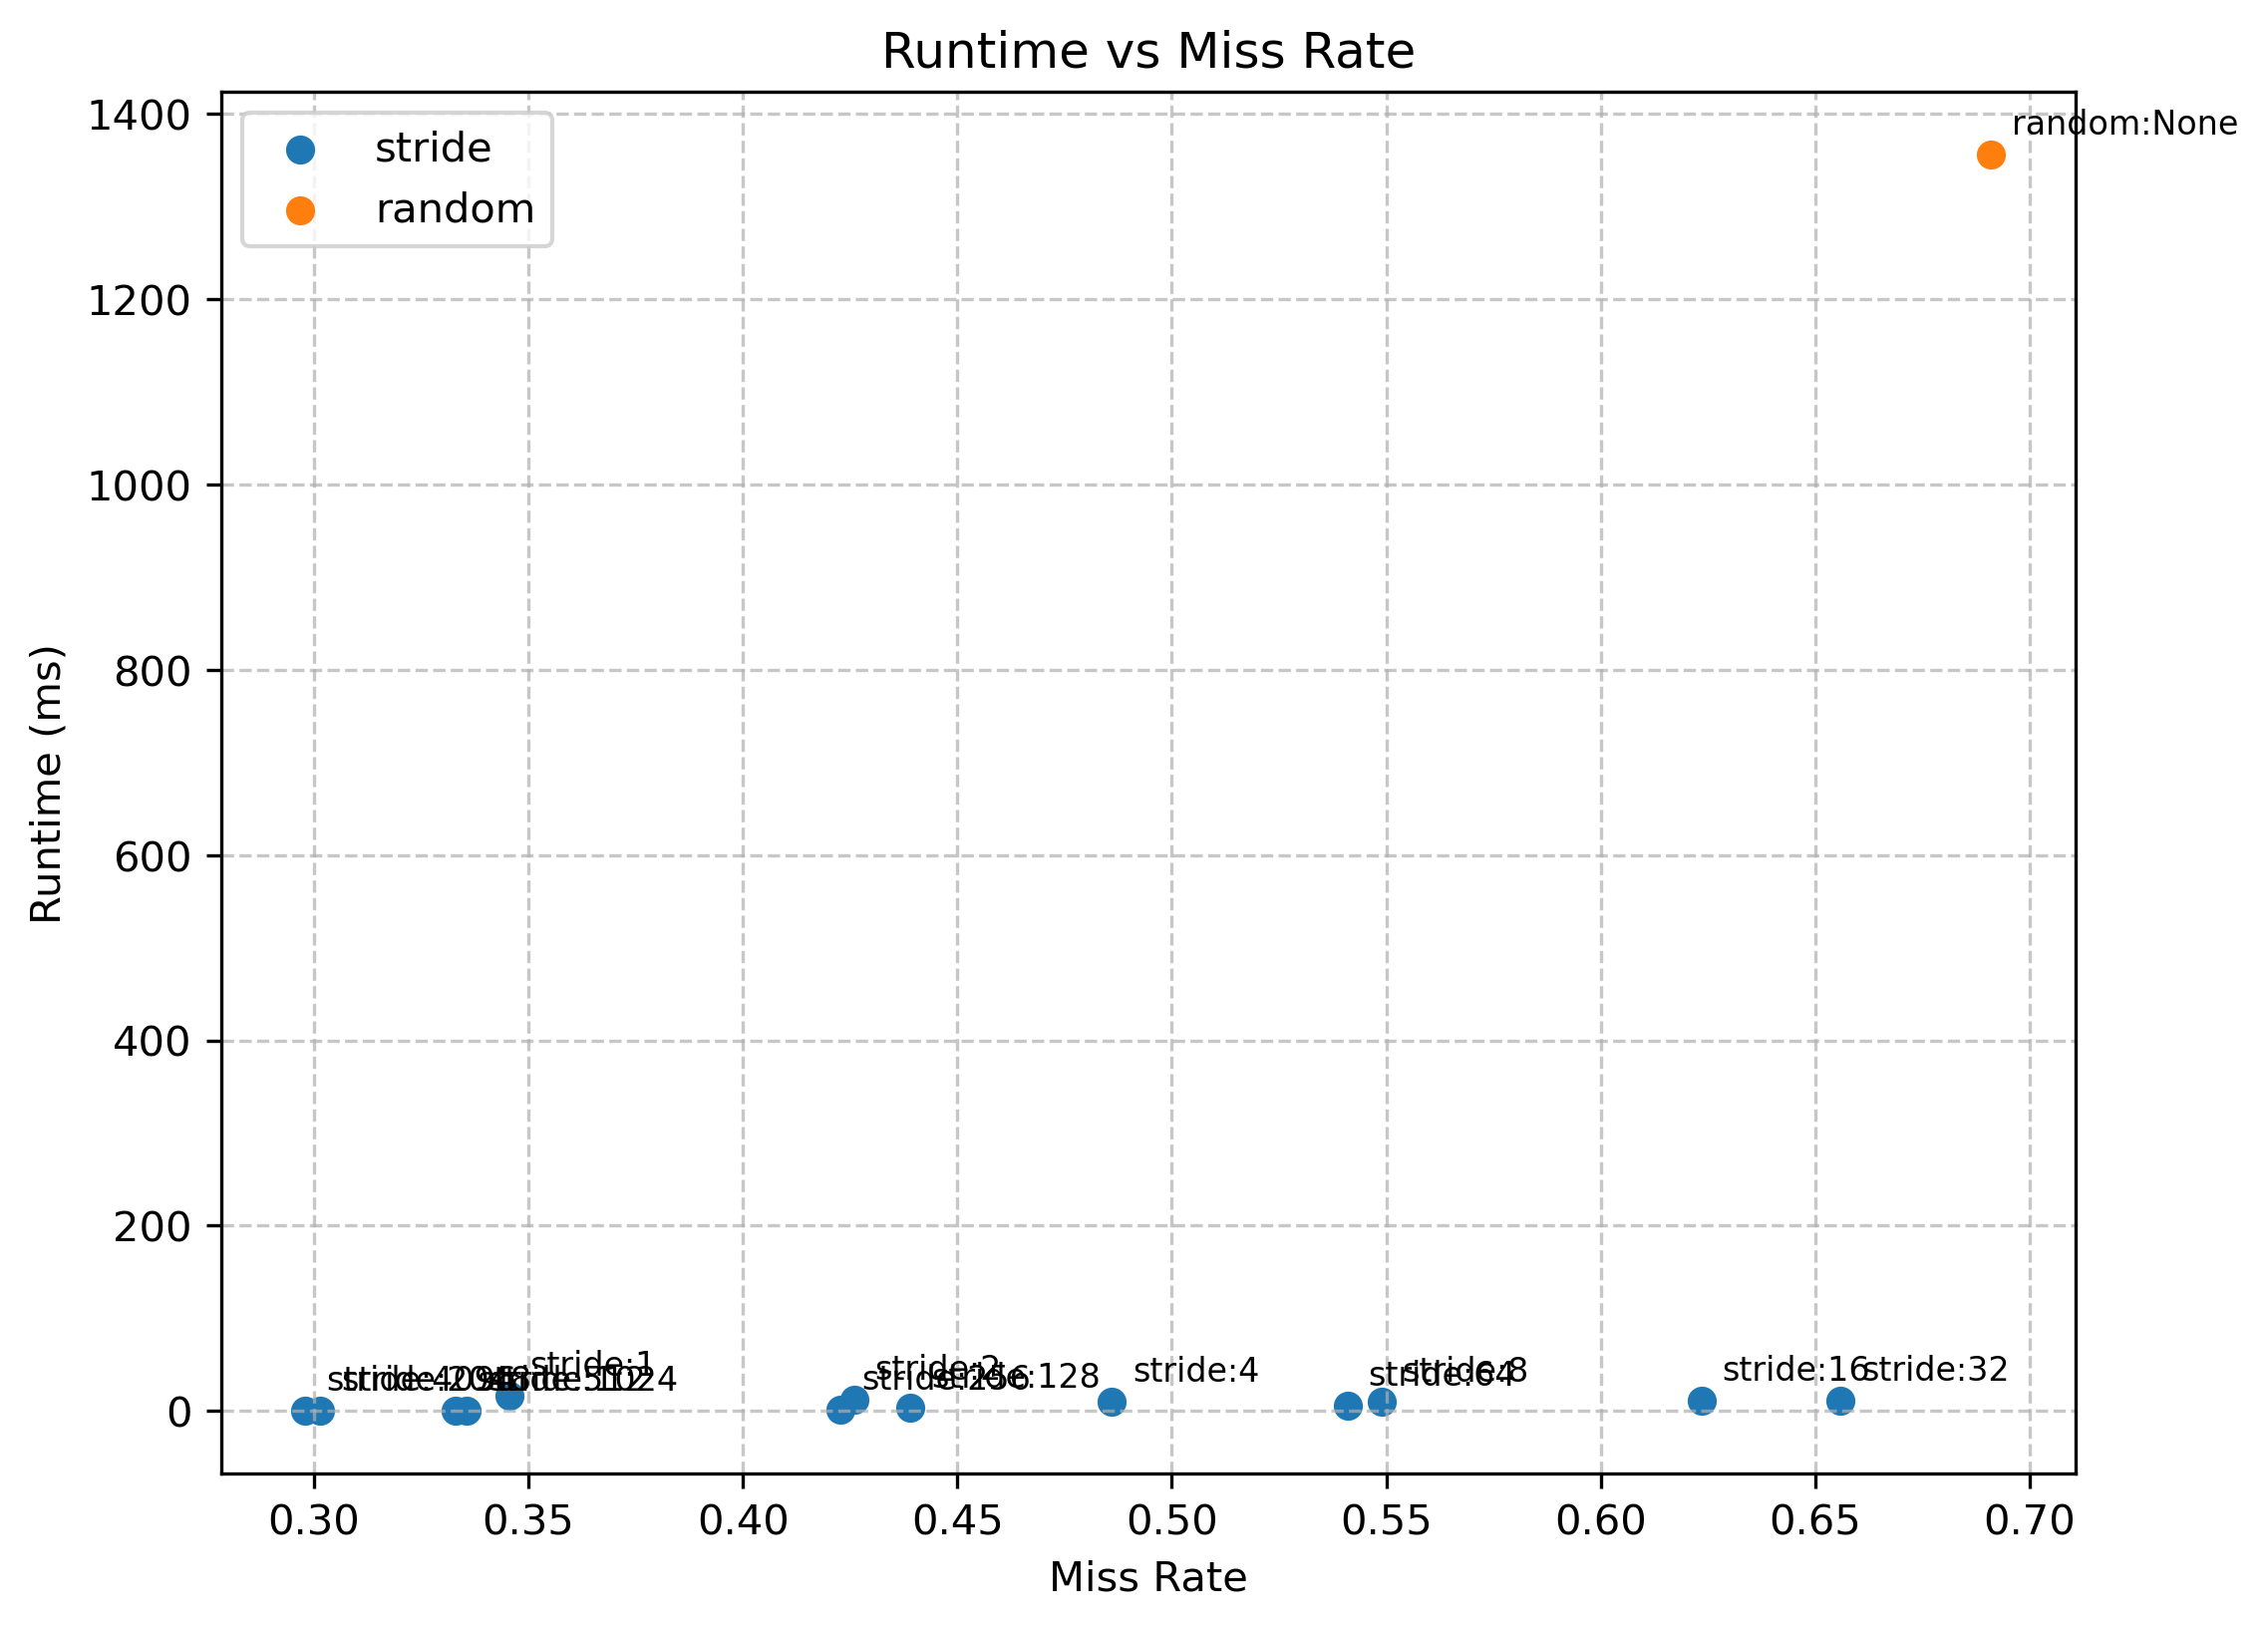 Runtime vs Miss Rate
stride
random
random:None
1400
1200
1000
800
600
400
200
0
Runtime (ms)
stride:4096
stride:2048
stride:512
stride:1024
stride:1
stride:256
stride:2
stride:128
stride:4
stride:64
stride:8
stride:16
stride:32
0.30
0.35
0.40
0.45
0.50
0.55
0.60
0.65
0.70
Miss Rate